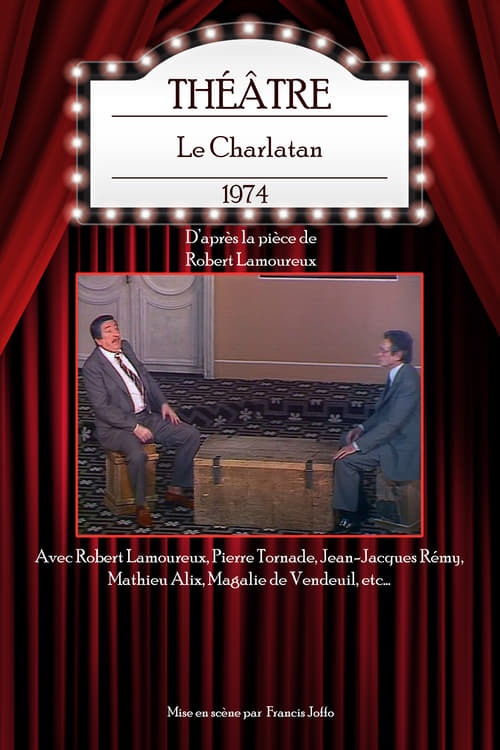 THÉÂTRE
Le Charlatan
1974
D'après la pièce de
Robert Lamoureux
Avec Robert Lamoureux, Pierre Tornade, Jean-Jacques Rémy,
Mathieu Alix, Magalie de Vendeuil, etc...
Mise en scène par Francis Joffo